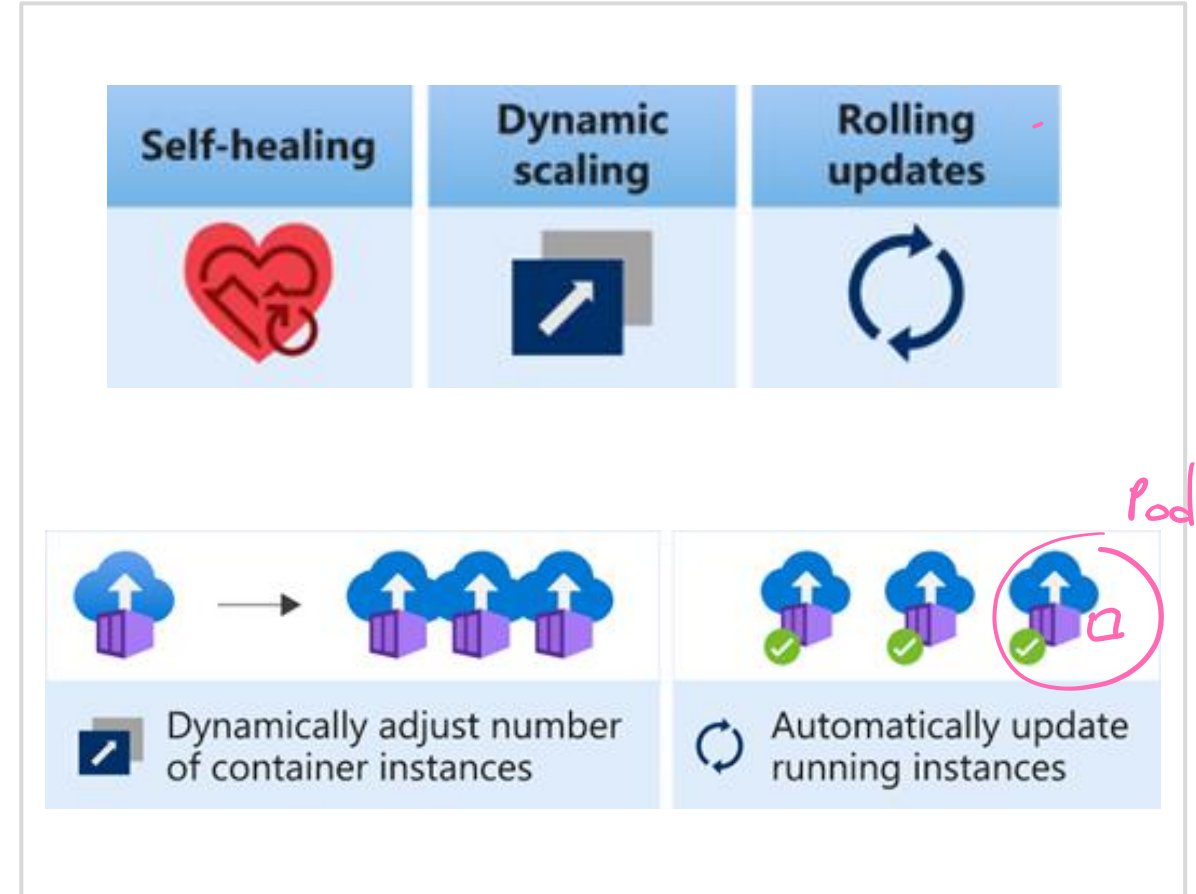 Self-healing
Dynamic
scaling
Rolling
updates
Pod
Dynamically adjust number
of container instances
Automatically update
running instances